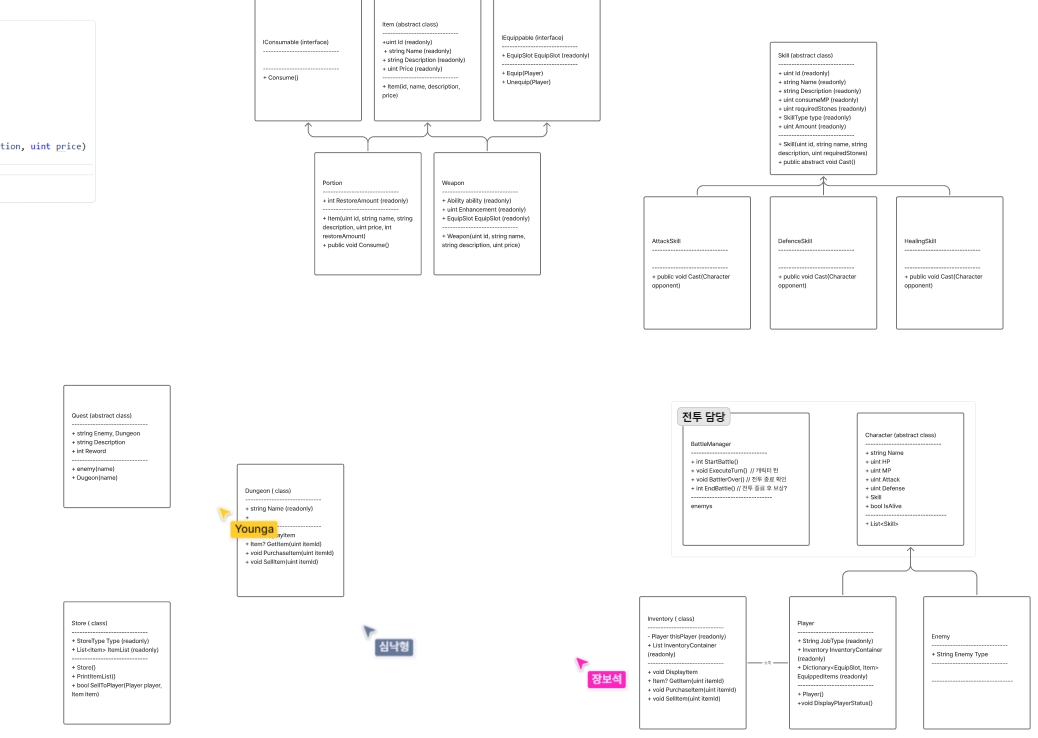 tion, uint price)
IConsumable (interface)
+ Consume()
Item (abstract class)
+uint Id (readonly)
+ string Name (readonly)
+ string Description (readonly)
+ uint Price (readonly)
+ Item(id, name, description,
price)
IEquippable (interface)
+ EquipSlot EquipSlot (readonly)
+ Equip(Player)
+ Unequip(Player)
Portion
+ int RestoreAmount (readonly)
+ Item(uint id, string name, string
description, uint price, int
restoreAmount)
+ public void Consume()
Weapon
+ Ability ability (readonly)
+ uint Enhancement (readonly)
+ EquipSlot EquipSlot (readonly)
+ Weapon(uint id, string name,
string description, uint price)
Skill (abstract class)
+ uint Id (readonly)
+ string Name (readonly)
+ string Description (readonly)
+ uint consumeMP (readonly)
+ uint requiredStones (readonly)
+ SkillType type (readonly)
+ uint Amount (readonly)
+ Skill(uint id, string name, string
description, uint requiredStones)
+ public abstract void Cast()
AttackSkill
+ public void Cast(Character
opponent)
DefenceSkill
+ public void Cast(Character
opponent)
HealingSkill
+ public void Cast(Character
opponent)
Quest (abstract class)
+ string Enemy, Dungeon
+ string Description
+ int Reword
+ enemy(name)
+ Dugeon(name)
Dungeon ( class)
+ string Name (readonly)
+
Younga
+ Item? GetItem(uint itemId)
+ void PurchaseItem(uint itemId)
+ void SellItem(uint itemId)
전투 담당
BattleManager
+ int StartBattle()
+ void ExecuteTurn() // 캐릭터 턴
+ void BattlerOver() // 전투 종료 확인
+ int EndBattle() // 전투 종료 후 보상?
enemys
Character (abstract class)
+ string Name
+ uint HP
+ uint MP
+ uint Attack
+ uint Defense
+ Skill
+ bool IsAlive
+ List<Skill>
Store ( class)
+ StoreType Type (readonly)
+ List<Item> ItemList (readonly)
+ Store()
+ PrintItemList()
+ bool SellToPlayer(Player player,
Item item)
심낙형
장보석
Inventory ( class)
- Player thisPlayer (readonly)
+ List InventoryContainer
(readonly)
+ void DisplayItem
+ Item? GetItem(uint itemId)
+ void PurchaseItem(uint itemId)
+ void SellItem(uint itemId)
Player
+ String JobType (readonly)
+ Inventory InventoryContainer
(readonly)
+ Dictionary<EquipSlot, Item>
EquippedItems (readonly)
+ Player()
+void DisplayPlayerStatus()
Enemy
+ String Enemy Type